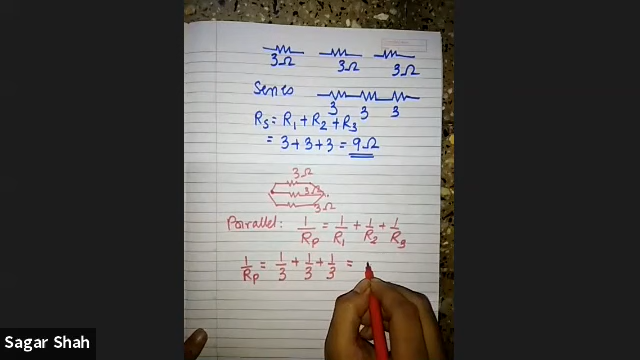 3Ω 3Ω 3Ω
Series
3 3 3
Rs = R1 + R2 + R3
= 3 + 3 + 3 = 9Ω
3Ω
3Ω
3Ω
Parallel: 1/Rp = 1/R1 + 1/R2 + 1/R3
1/Rp = 1/3 + 1/3 + 1/3 =
Sagar Shah